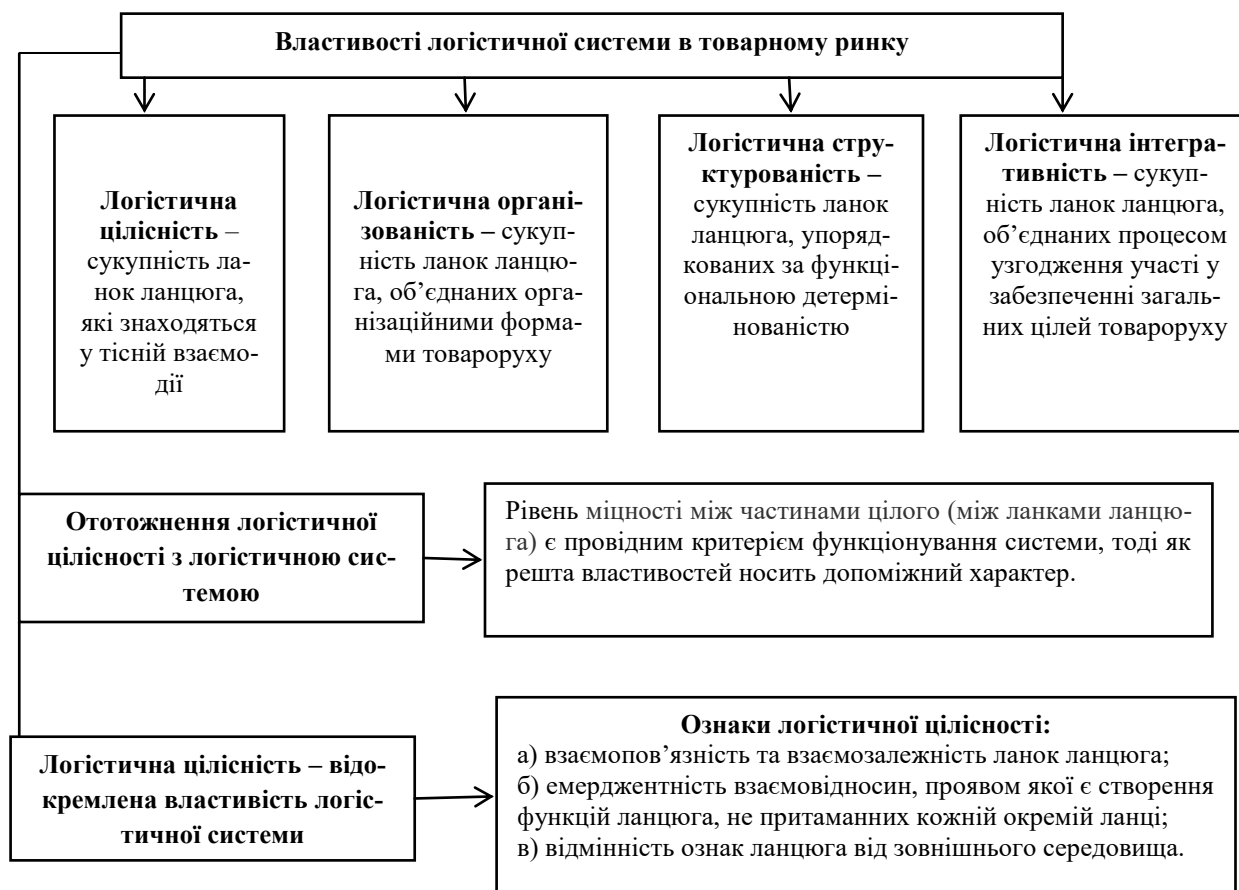 Властивості логістичної системи в товарному ринку
Логістична
цілісність –
сукупність ла-
нок ланцюга,
які знаходяться
у тісній взаємо-
дії
Логістична органі-
зованість – сукуп-
ність ланок ланцю-
га, об’єднаних орга-
нізаційними форма-
ми товароруху
Логістична стру-
ктурованість –
сукупність ланок
ланцюга, упоряд-
кованих за функці-
ональною детермі-
нованістю
Логістична інтегра-
тивність – сукуп-
ність ланок ланцюга,
об’єднаних процесом
узгодження участі у
забезпеченні загаль-
них цілей товароруху
Ототожнення логістичної
цілісності з логістичною сис-
темою
Рівень міцності між частинами цілого (між ланками ланцю-
га) є провідним критерієм функціонування системи, тоді як
решта властивостей носить допоміжний характер.
Логістична цілісність – відо-
кремлена властивість логіс-
тичної системи
Ознаки логістичної цілісності:
а) взаємопов’язність та взаємозалежність ланок ланцюга;
б) емерджентність взаємовідносин, проявом якої є створення
функцій ланцюга, не притаманних кожній окремій ланці;
в) відмінність ознак ланцюга від зовнішнього середовища.